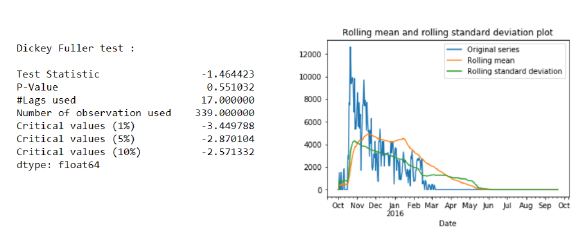 Dickey Fuller test :
Test Statistic -1.464423
P-Value 0.551032
#Lags used 17.000000
Number of observation used 339.000000
Critical values (1%) -3.449788
Critical values (5%) -2.870104
Critical values (10%) -2.571332
dtype: float64
Rolling mean and rolling standard deviation plot
Original series
Rolling mean
Rolling standard deviation
12000
10000
8000
6000
4000
2000
0
Oct Nov Dec Jan Feb Mar Apr May Jun Jul Aug Sep Oct
2016
Date